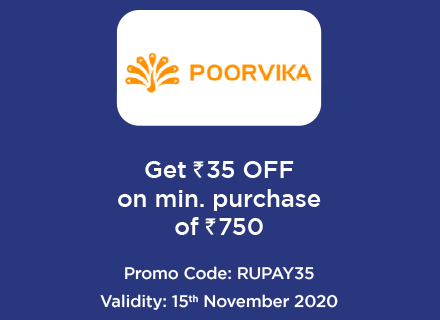 POORVIKA
Get ₹35 OFF
on min. purchase
of ₹750
Promo Code: RUPAY35
Validity: 15th November 2020